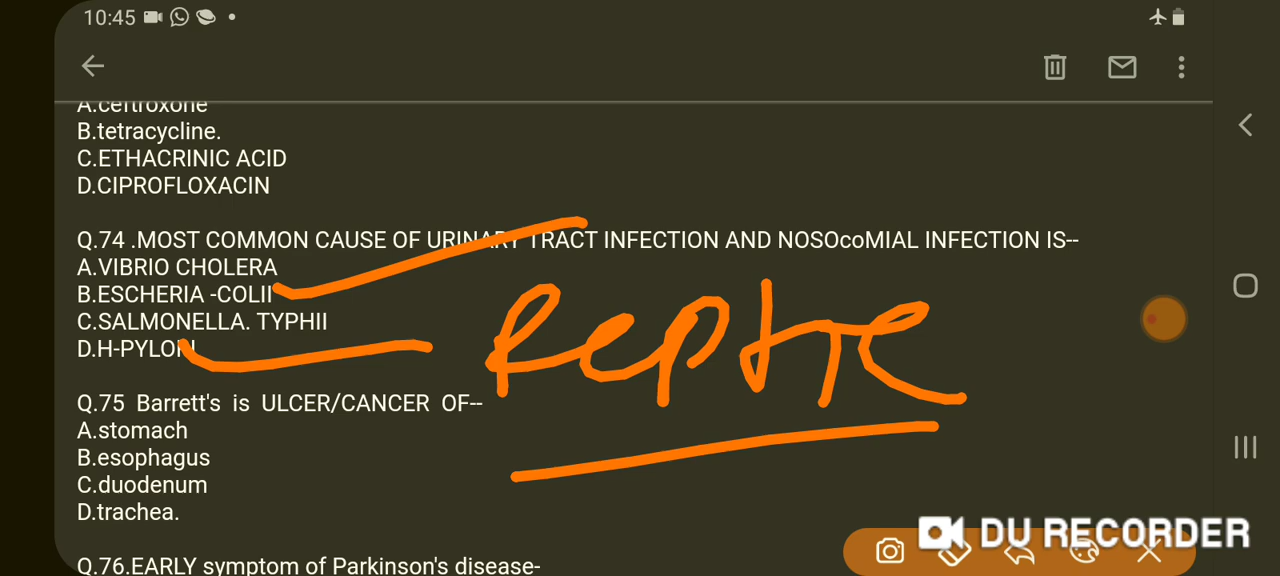 10:45
A.ceftroxone
B.tetracycline.
C.ETHACRINIC ACID
D.CIPROFLOXACIN
Q.74 .MOST COMMON CAUSE OF URINARY TRACT INFECTION AND NOSOcoMIAL INFECTION IS--
A.VIBRIO CHOLERA
B.ESCHERIA -COLII
C.SALMONELLA. TYPHII
D.H-PYLORI
Q.75 Barrett's is ULCER/CANCER OF--
A.stomach
B.esophagus
C.duodenum
D.trachea.
DU RECORDER
Q.76.EARLY symptom of Parkinson's disease-